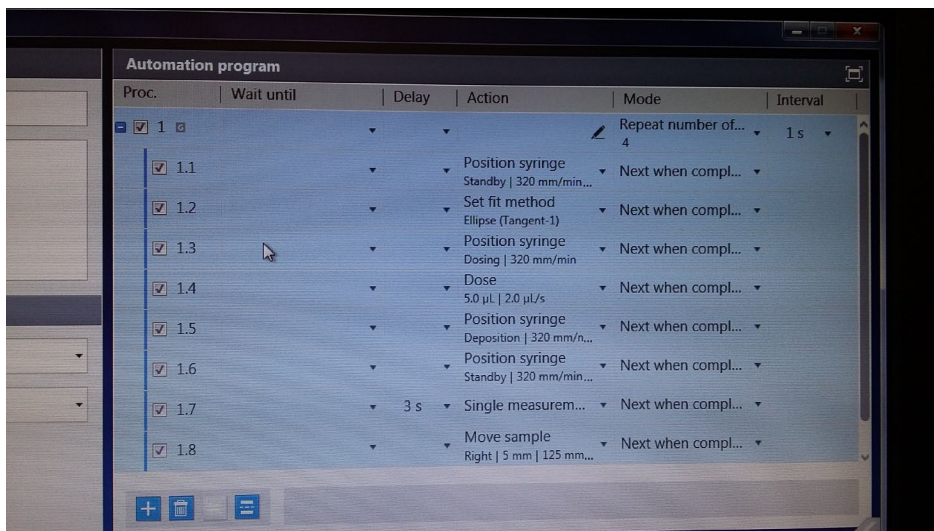 Automation program
Proc. Wait until Delay Action Mode Interval
1 G Repeat number of... 1 s
4
1.1 Position syringe Next when compl...
Standby | 320 mm/min...
1.2 Set fit method Next when compl...
Ellipse (Tangent-1)
1.3 Position syringe Next when compl...
Dosing | 320 mm/min
1.4 Dose Next when compl...
5.0 µL | 2.0 µL/s
1.5 Position syringe Next when compl...
Deposition | 320 mm/n...
1.6 Position syringe Next when compl...
Standby | 320 mm/min...
1.7 3 s Single measurem... Next when compl...
1.8 Move sample Next when compl...
Right | 5 mm | 125 mm...